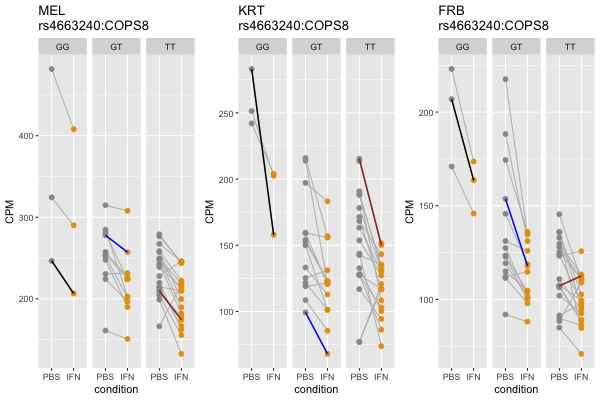 MEL
rs4663240:COPS8
GG GT TT
CPM
400
300
200
PBS IFN PBS IFN PBS IFN
condition
KRT
rs4663240:COPS8
GG GT TT
CPM
250
200
150
100
PBS IFN PBS IFN PBS IFN
condition
FRB
rs4663240:COPS8
GG GT TT
CPM
200
150
100
PBS IFN PBS IFN PBS IFN
condition